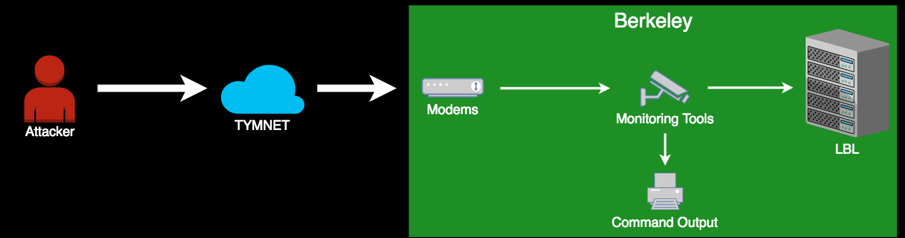 Berkeley
Attacker
TYMNET
Modems
Monitoring Tools
LBL
Command Output